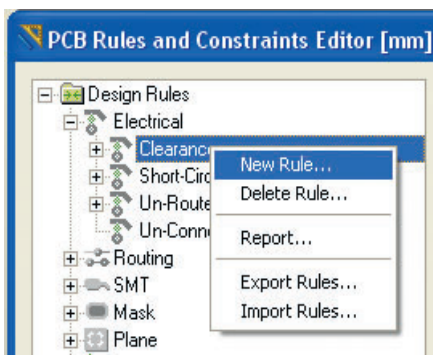 PCB Rules and Constraints Editor [mm]
Design Rules
Electrical
Clearance
New Rule...
Short-Circ
Delete Rule...
Un-Route
Un-Conne
Report...
Routing
SMT
Export Rules...
Mask
Import Rules...
Plane